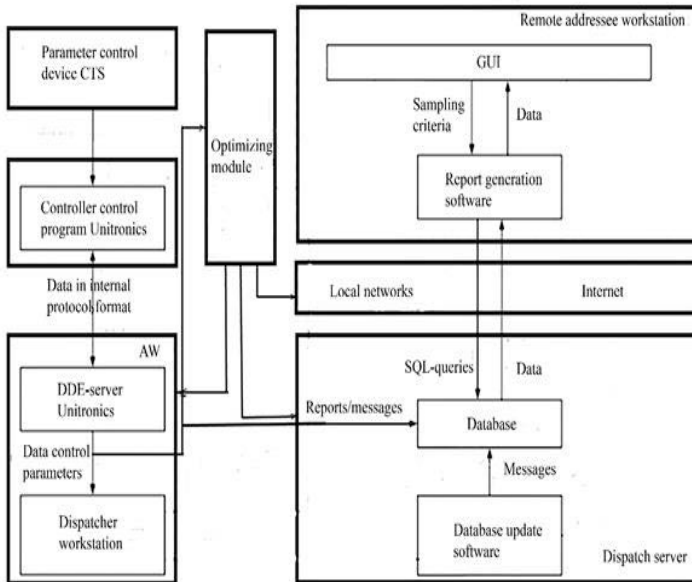 Parameter control
device CTS
Controller control
program Unitronics
Data in internal
protocol format
AW
DDE-server
Unitronics
Data control
parameters
Dispatcher
workstation
Optimizing
module
Remote addressee workstation
GUI
Sampling
criteria
Data
Report generation
software
Local networks
Internet
SQL-queries
Data
Reports/messages
Database
Messages
Database update
software
Dispatch server